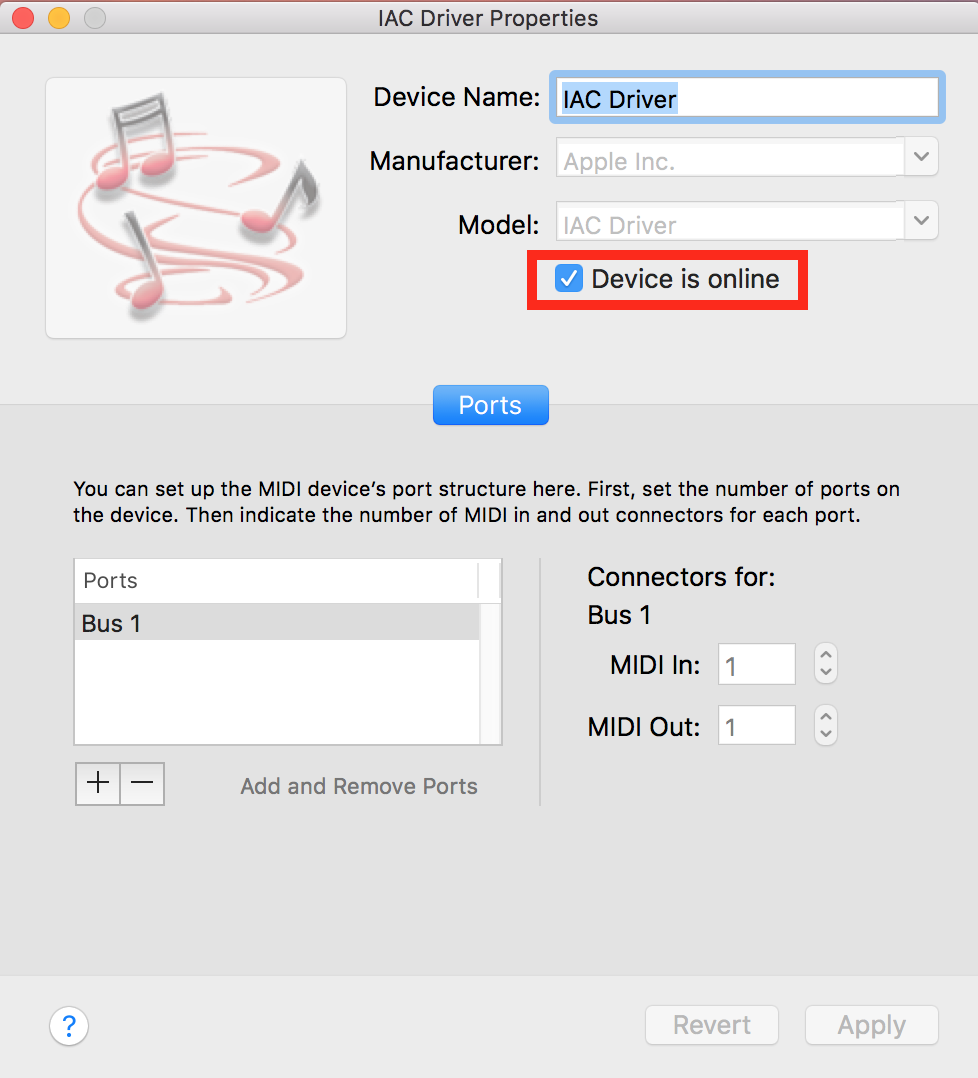 IAC Driver Properties
Device Name: IAC Driver
Manufacturer: Apple Inc.
Model: IAC Driver
Device is online
Ports
You can set up the MIDI device’s port structure here. First, set the number of ports on
the device. Then indicate the number of MIDI in and out connectors for each port.
Ports
Bus 1
Add and Remove Ports
Connectors for:
Bus 1
MIDI In: 1
MIDI Out: 1
?
Revert
Apply